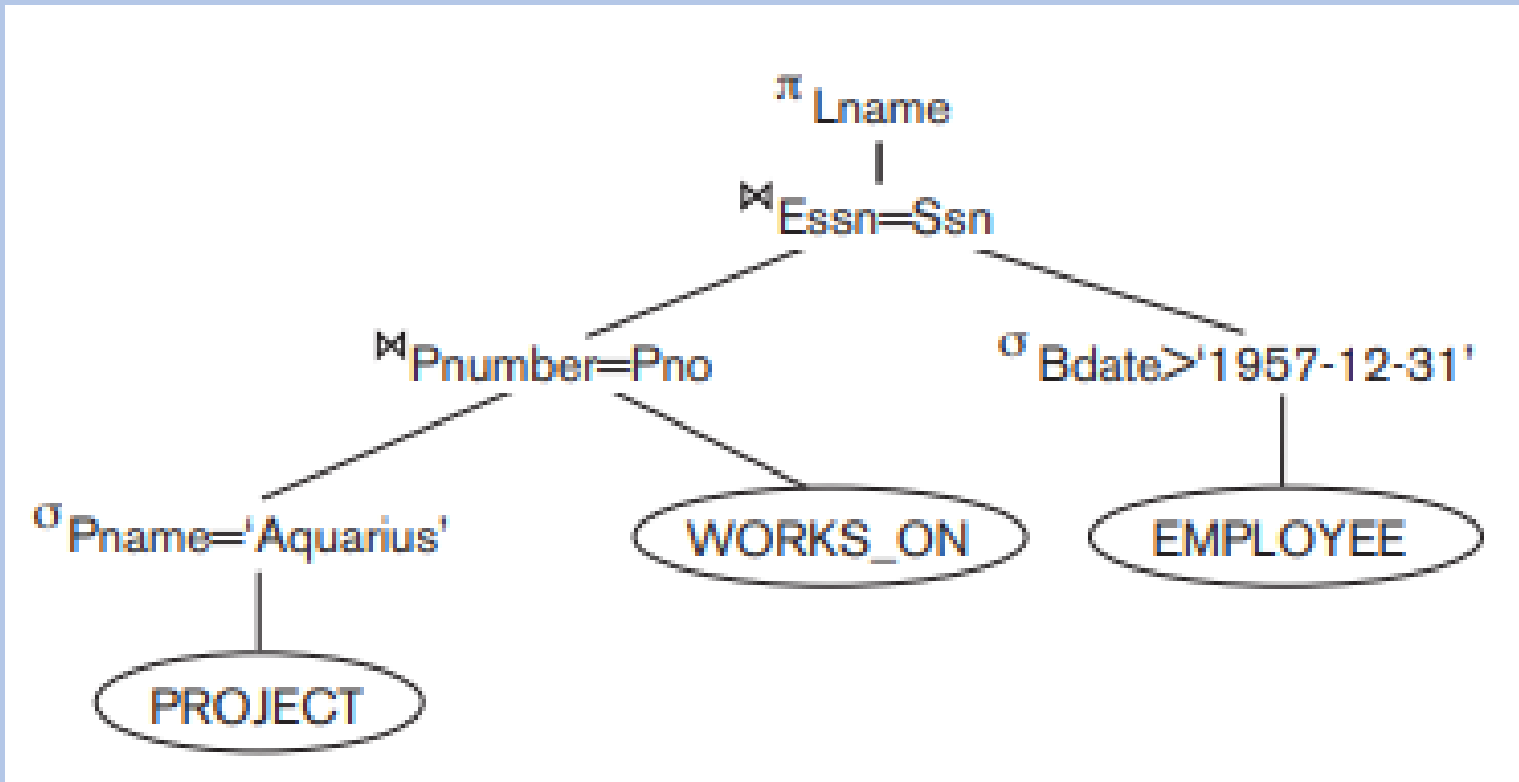 π Lname
⋈Essn=Ssn
⋈Pnumber=Pno
σ Bdate>‘1957-12-31’
σ Pname=‘Aquarius’
WORKS_ON
EMPLOYEE
PROJECT